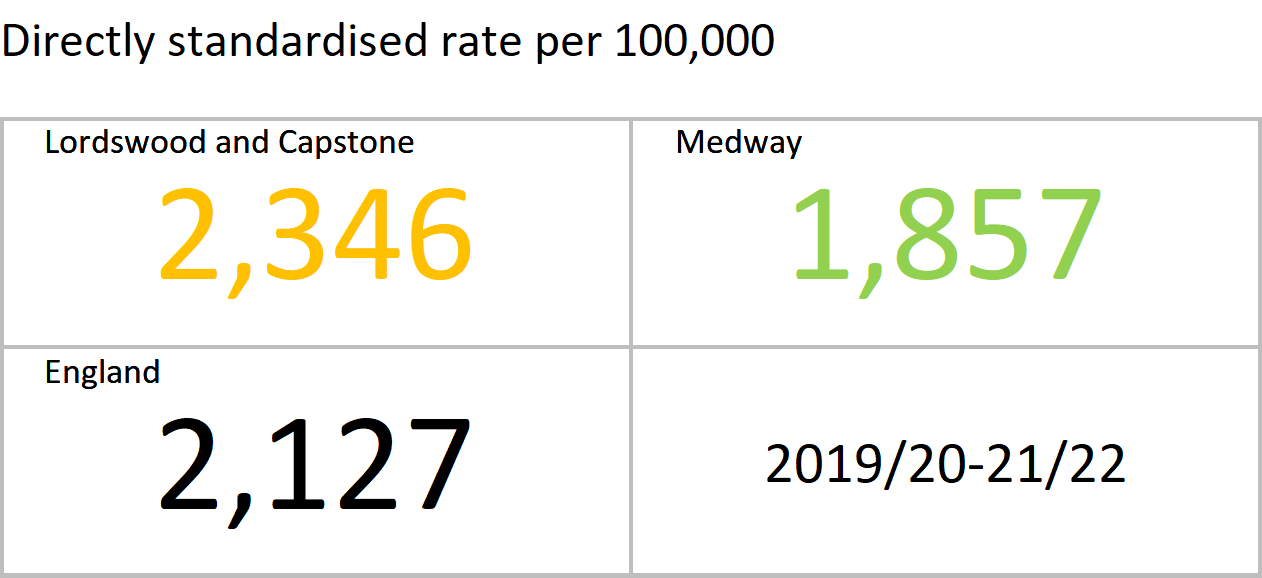 Directly standardised rate per 100,000
Lordswood and Capstone
2,346
Medway
1,857
England
2,127
2019/20-21/22